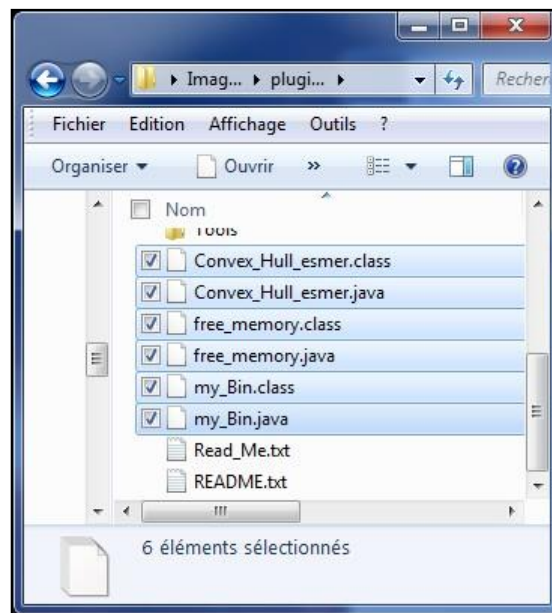 Imag... plugi... Recher
Fichier Edition Affichage Outils ?
Organiser Ouvrir »
Nom
Tools
Convex_Hull_esmer.class
Convex_Hull_esmer.java
free_memory.class
free_memory.java
my_Bin.class
my_Bin.java
Read_Me.txt
README.txt
6 éléments sélectionnés